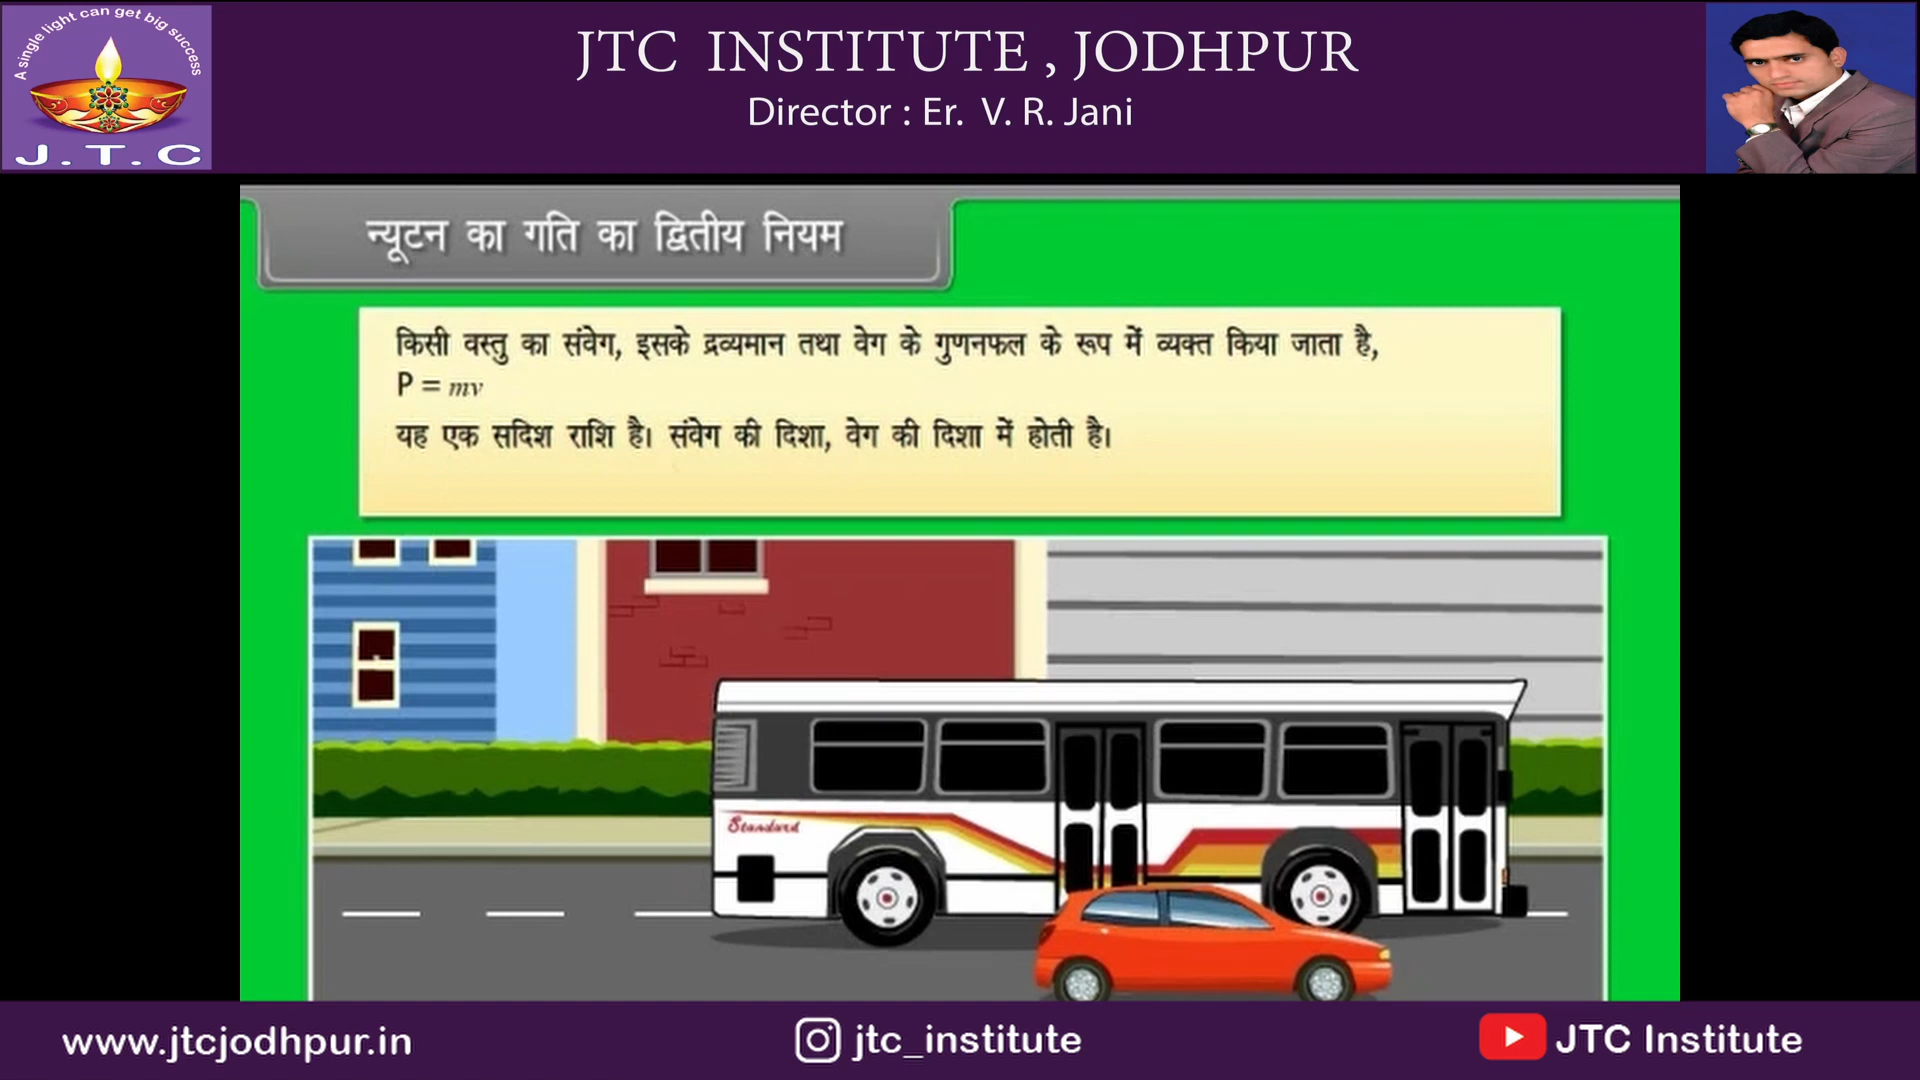 A single light can get big success
J.T.C
JTC INSTITUTE , JODHPUR
Director : Er. V. R. Jani
न्यूटन का गति का द्वितीय नियम
किसी वस्तु का संवेग, इसके द्रव्यमान तथा वेग के गुणनफल के रूप में व्यक्त किया जाता है,
P = mv
यह एक सदिश राशि है। संवेग की दिशा, वेग की दिशा में होती है।
Standard
www.jtcjodhpur.in
jtc_institute
JTC Institute